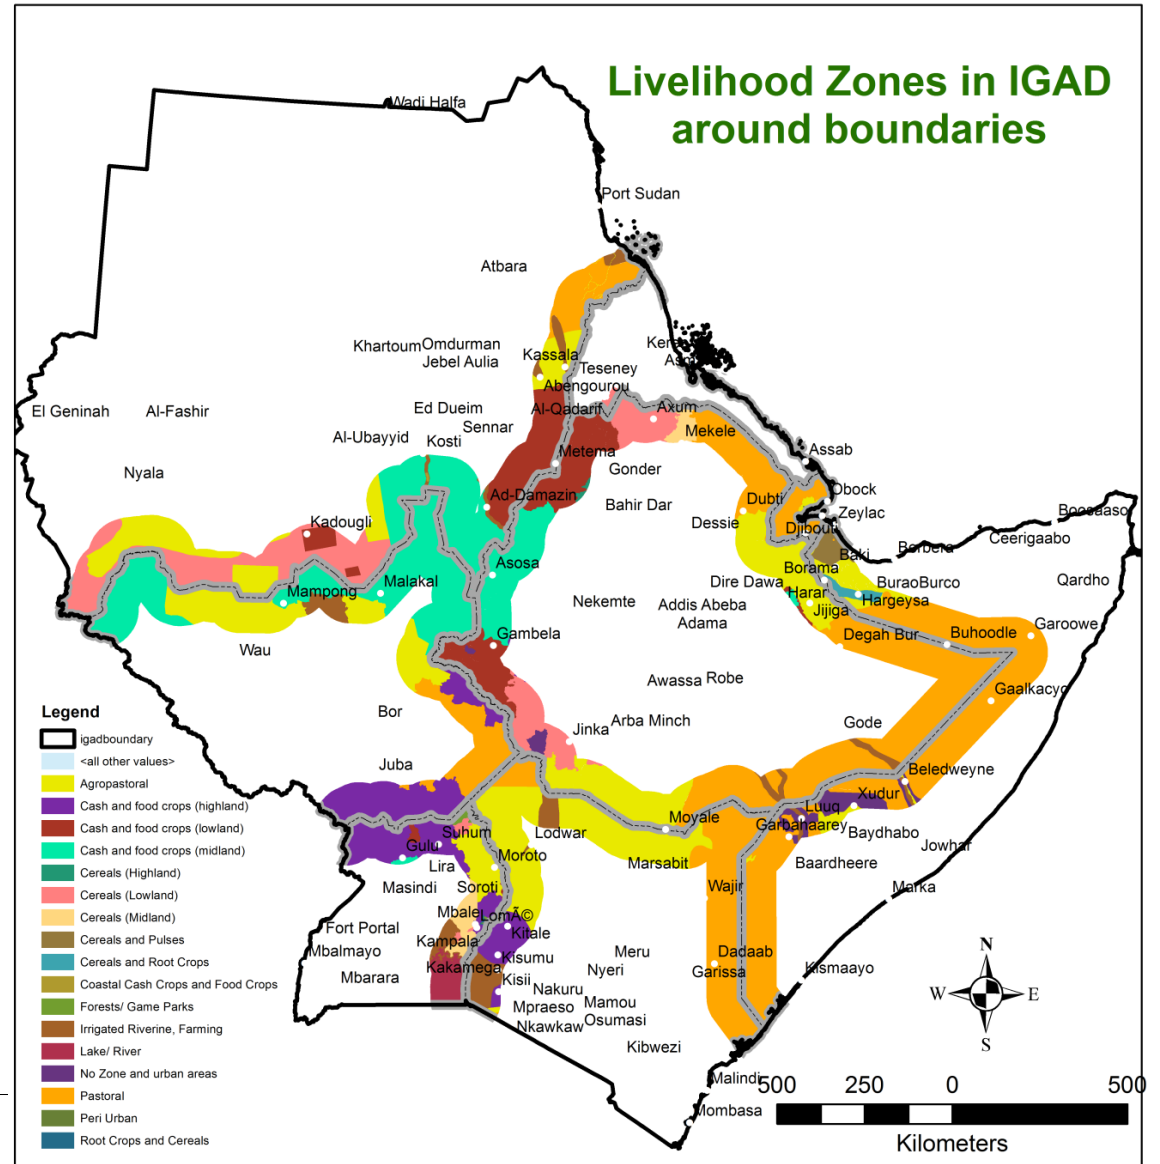 Livelihood Zones in IGAD
around boundaries
Wadi Halfa
Port Sudan
Atbara
Khartoum
Omdurman
Jebel Aulia
Kassala
Teseney
Abengourou
El Geninah
Al-Fashir
Ed Dueim
Sennar
Al-Qadarif
Axum
Al-Ubayyid
Kosti
Mekele
Metema
Gonder
Assab
Nyala
Ad-Damazin
Bahir Dar
Dubti
Obock
Kadougli
Dessie
Zeylac
Djibouti
Boosaaso
Ceerigaabo
Berbera
Baki
Asosa
Borama
Malakal
Mampong
Dire Dawa
Harar
Burao
Burco
Qardho
Hargeysa
Nekemte
Addis Abeba
Adama
Jijiga
Gambela
Degah Bur
Buhoodle
Garoowe
Wau
Awassa
Robe
Gaalkacyo
Bor
Jinka
Arba Minch
Gode
Juba
Beledweyne
Xudur
Luuq
Moyale
Garbahaarey
Baydhabo
Suhum
Lodwar
Gulu
Jowhar
Moroto
Marsabit
Baardheere
Lira
Masindi
Soroti
Wajir
Marka
Mbale
LomÃ©
Fort Portal
Kitale
Kampala
Mbalmayo
Meru
Dadaab
Kisumu
Kakamega
Nyeri
Garissa
Kismaayo
Mbarara
Kisii
Nakuru
Mpraeso
Mamou
Nkawkaw
Osumasi
Kibwezi
Malindi
Mombasa
Legend
igadboundary
<all other values>
Agropastoral
Cash and food crops (highland)
Cash and food crops (lowland)
Cash and food crops (midland)
Cereals (Highland)
Cereals (Lowland)
Cereals (Midland)
Cereals and Pulses
Cereals and Root Crops
Coastal Cash Crops and Food Crops
Forests/ Game Parks
Irrigated Riverine, Farming
Lake/ River
No Zone and urban areas
Pastoral
Peri Urban
Root Crops and Cereals
N
W E
S
500 250 0 500
Kilometers